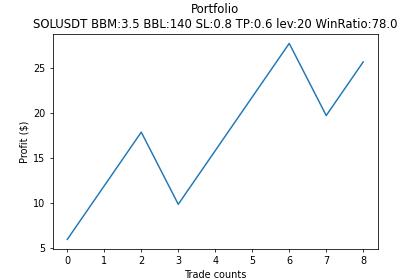 Portfolio
SOLUSDT BBM:3.5 BBL:140 SL:0.8 TP:0.6 lev:20 WinRatio:78.0
25
20
15
10
5
Profit ($)
0 1 2 3 4 5 6 7 8
Trade counts